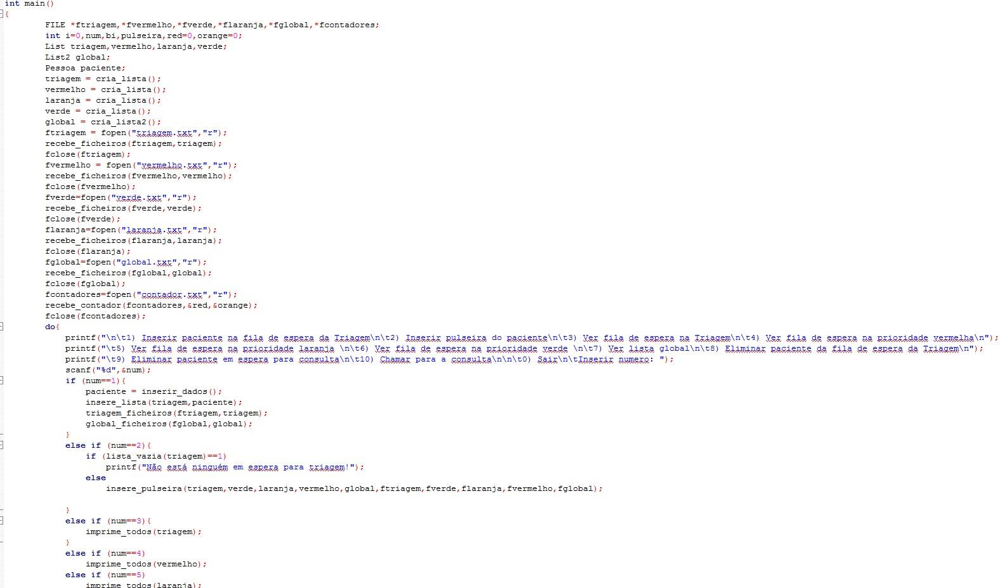 int main()
{
FILE *ftriagem,*fvermelho,*fverde,*flaranja,*fglobal,*fcontadores;
int i=0,num,bi,pulseira,red=0,orange=0;
List triagem,vermelho,laranja,verde;
List2 global;
Pessoa paciente;
triagem = cria_lista();
vermelho = cria_lista();
laranja = cria_lista();
verde = cria_lista();
global = cria_lista2();
ftriagem = fopen("triagem.txt","r");
recebe_ficheiros(ftriagem,triagem);
fclose(ftriagem);
fvermelho = fopen("vermelho.txt","r");
recebe_ficheiros(fvermelho,vermelho);
fclose(fvermelho);
fverde=fopen("verde.txt","r");
recebe_ficheiros(fverde,verde);
fclose(fverde);
flaranja=fopen("laranja.txt","r");
recebe_ficheiros(flaranja,laranja);
fclose(flaranja);
fglobal=fopen("global.txt","r");
recebe_ficheiros(fglobal,global);
fclose(fglobal);
fcontadores=fopen("contador.txt","r");
recebe_contador(fcontadores,&red,&orange);
fclose(fcontadores);
do{
printf("\n\t1) Inserir paciente na fila de espera da Triagem\n\t2) Inserir pulseira do paciente\n\t3) Ver fila de espera na Triagem\n\t4) Ver fila de espera na prioridade vermelha\n");
printf("\t5) Ver fila de espera na prioridade laranja \n\t6) Ver fila de espera na prioridade verde \n\t7) Ver lista global\n\t8) Eliminar paciente da fila de espera da Triagem\n");
printf("\t9) Eliminar paciente em espera para consulta\n\t10) Chamar para a consulta\n\n\t0) Sair\n\tInserir numero: ");
scanf("%d",&num);
if (num==1){
paciente = inserir_dados();
insere_lista(triagem,paciente);
triagem_ficheiros(ftriagem,triagem);
global_ficheiros(fglobal,global);
}
else if (num==2){
if (lista_vazia(triagem)==1)
printf("Não está ninguém em espera para triagem!");
else
insere_pulseira(triagem,verde,laranja,vermelho,global,ftriagem,fverde,flaranja,fvermelho,fglobal);
}
else if (num==3){
imprime_todos(triagem);
}
else if (num==4)
imprime_todos(vermelho);
else if (num==5)
imprime_todos(laranja);